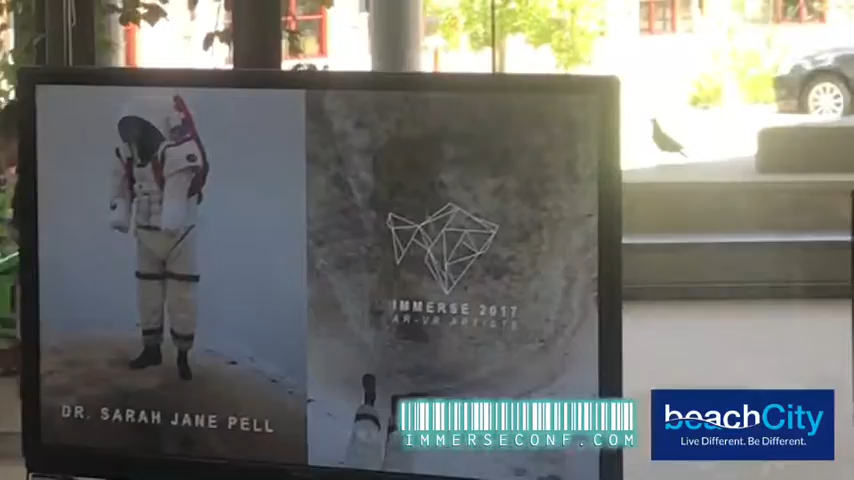 IMMERSE 2017
AR-VR ARTISTS
DR. SARAH JANE PELL
IMMERSECONF.COM
beachCity
Live Different. Be Different.